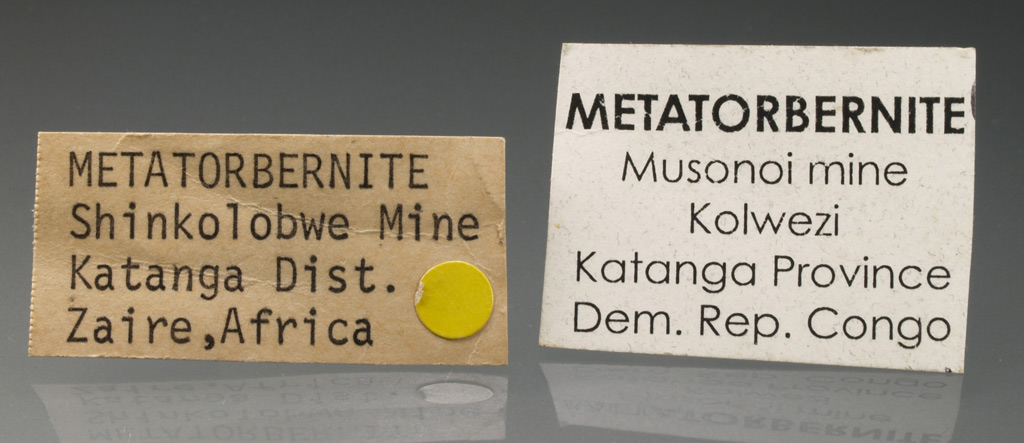 METATORBERNITE
Shinkolobwe Mine
Katanga Dist.
Zaire,Africa
METATORBERNITE
Musonoi mine
Kolwezi
Katanga Province
Dem. Rep. Congo